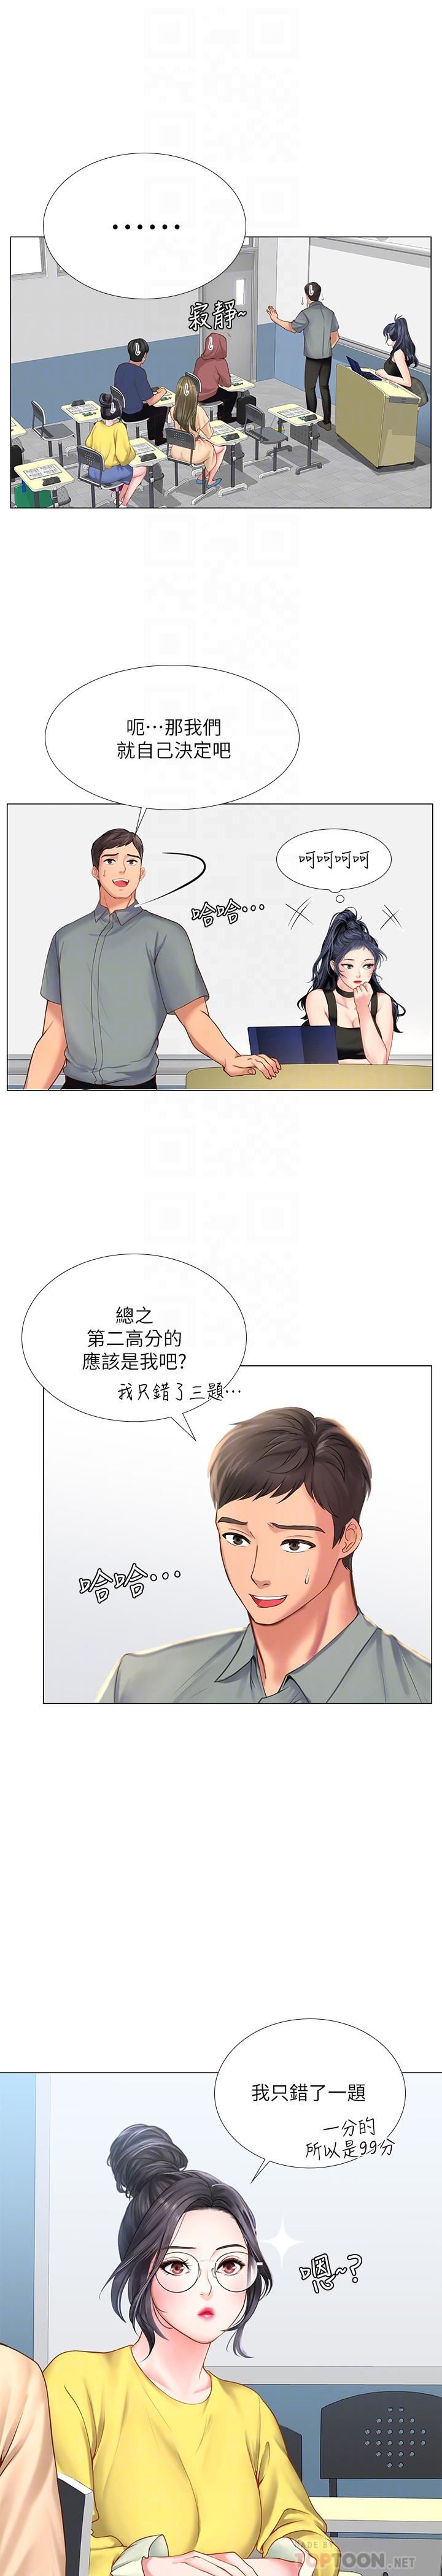 ......
寂靜~
呃…那我們
就自己決定吧
哈哈…
呵呵呵呵
總之
第二高分的
應該是我吧?
我只錯了三題…
哈哈…
我只錯了一題
一分的
所以是99分
嗯~?
MADE BY
TOPTOON.NET